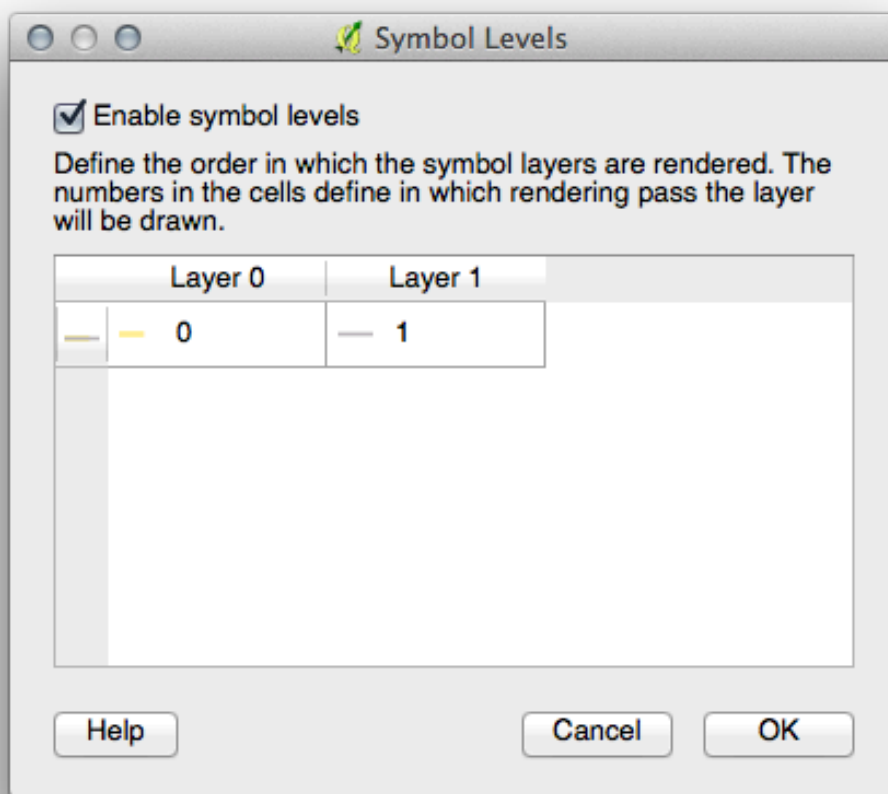 Symbol Levels
Enable symbol levels
Define the order in which the symbol layers are rendered. The
numbers in the cells define in which rendering pass the layer
will be drawn.
Layer 0 Layer 1
0 1
Help Cancel OK